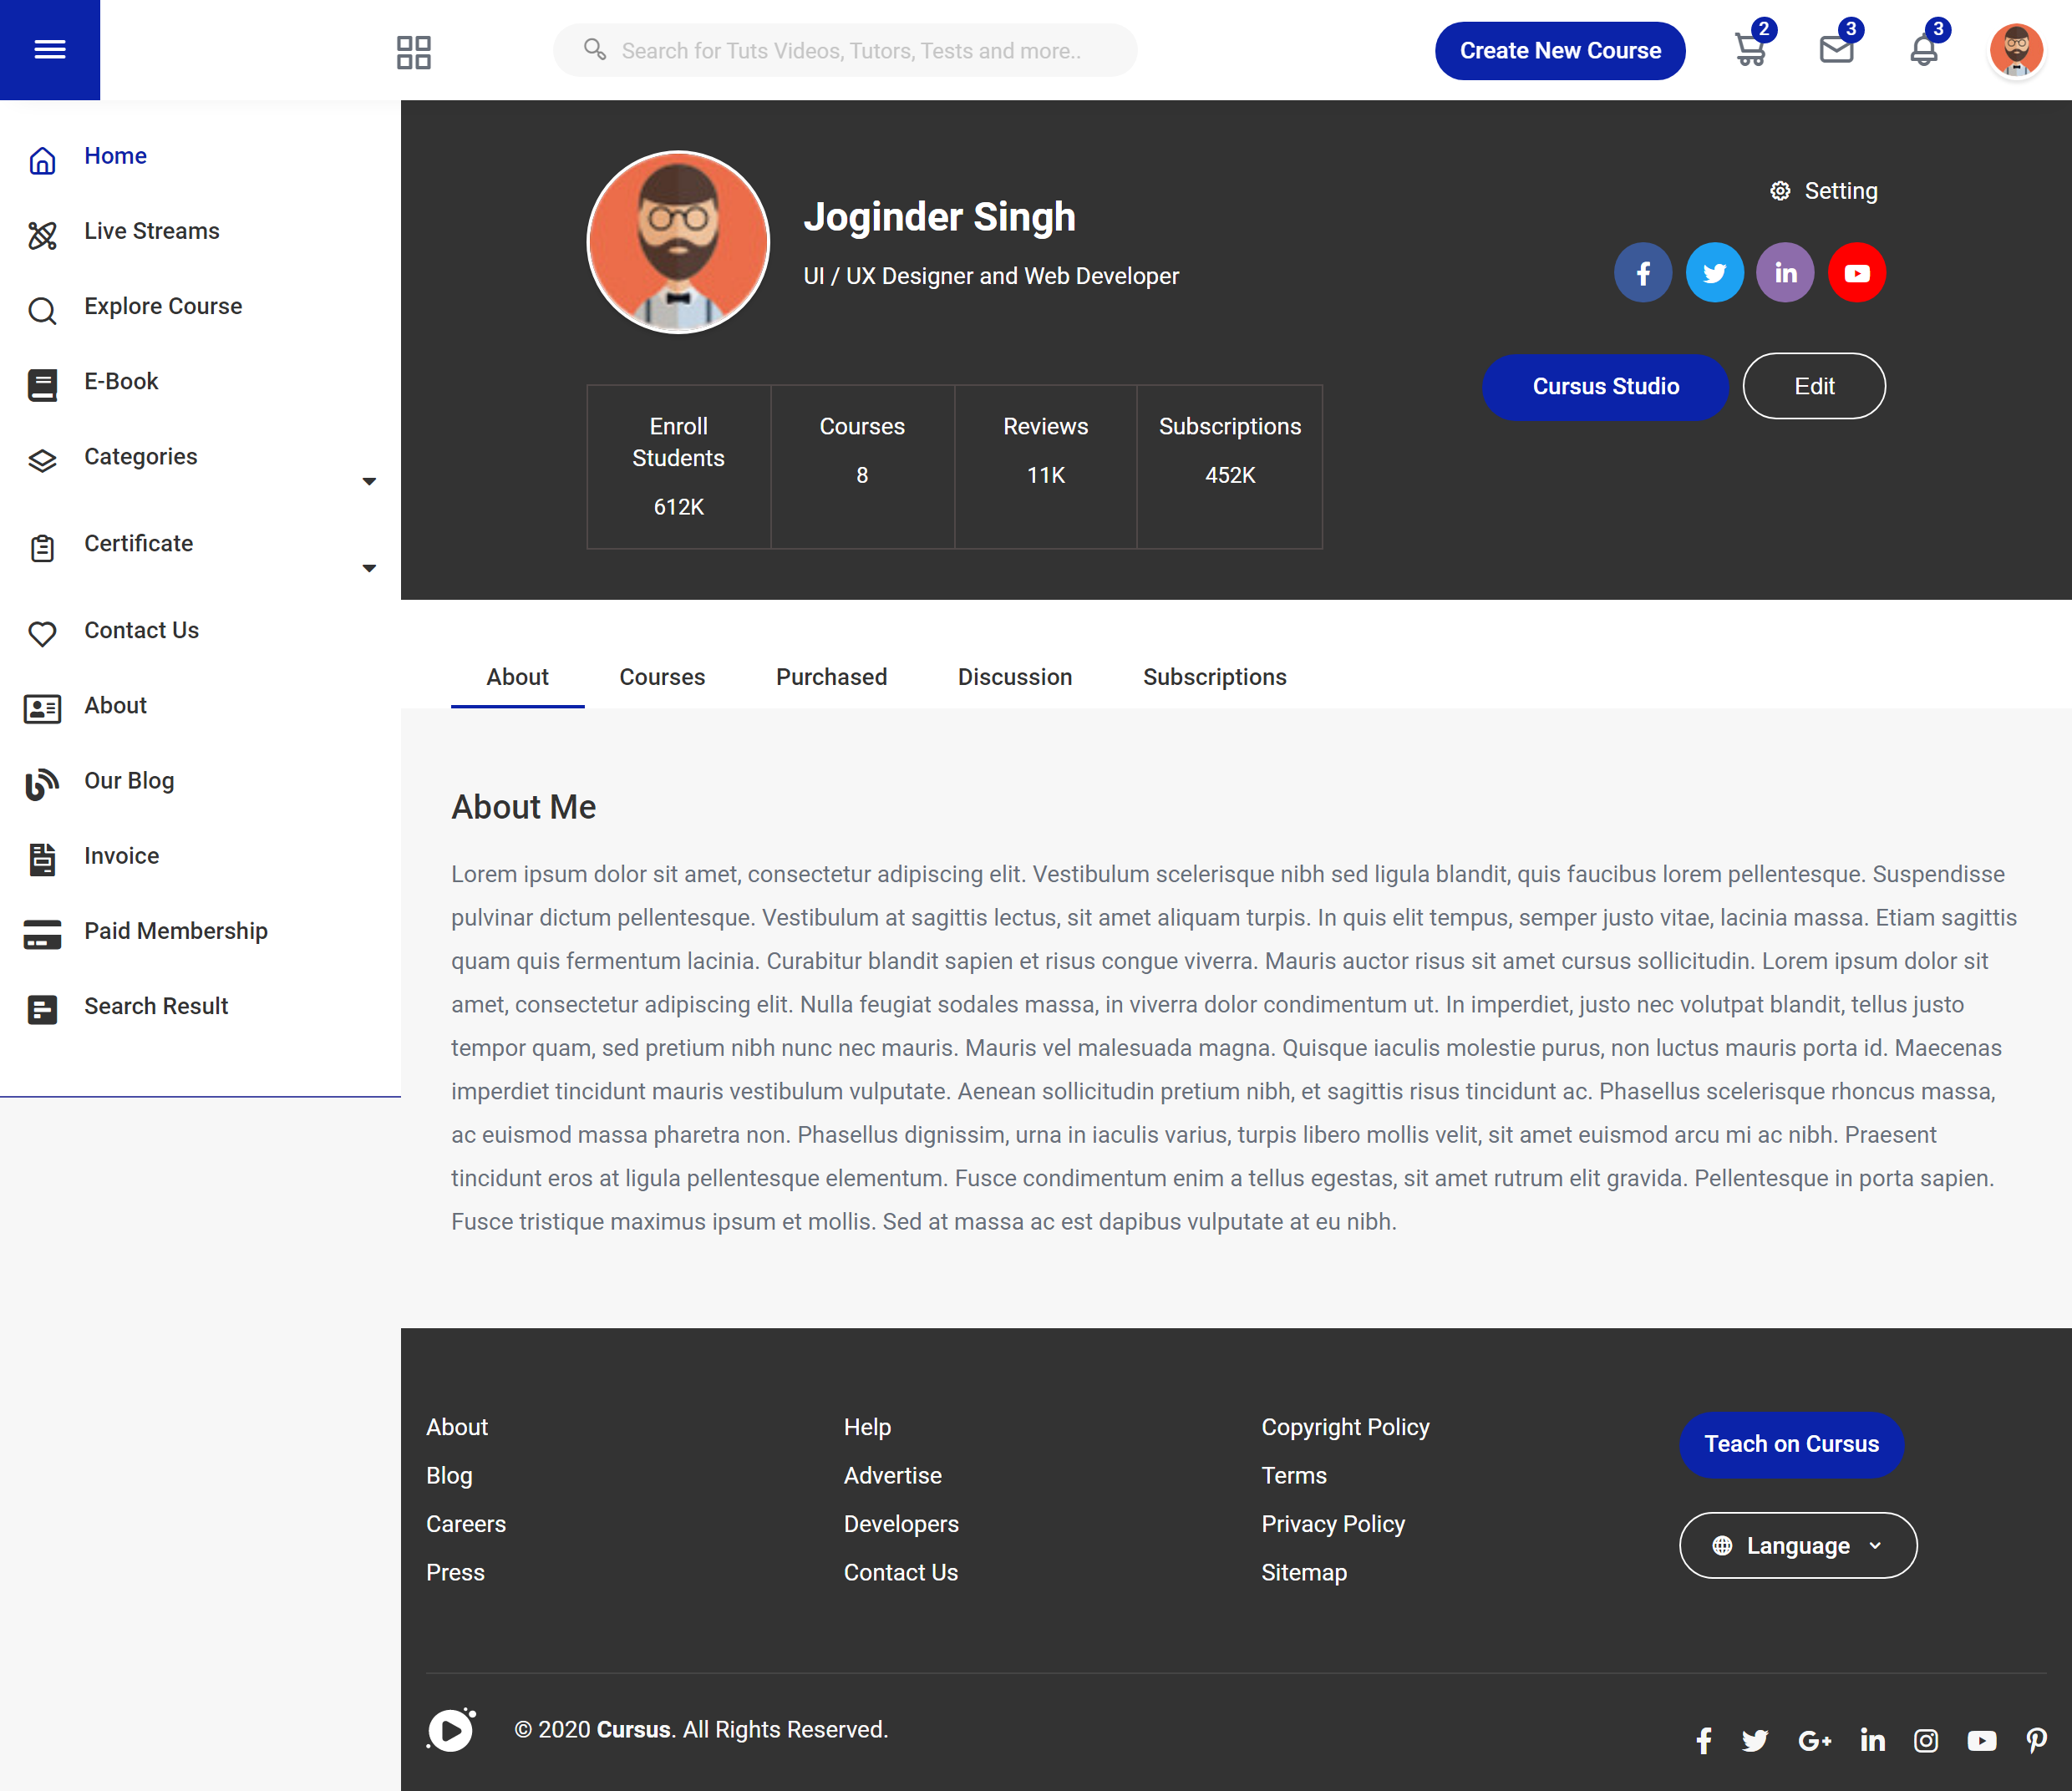 Search for Tuts Videos, Tutors, Tests and more..
Create New Course
2
3
3
Home
Live Streams
Explore Course
E-Book
Categories
Certificate
Contact Us
About
Our Blog
Invoice
Paid Membership
Search Result
Joginder Singh
UI / UX Designer and Web Developer
Setting
Cursus Studio
Edit
Enroll
Students
612K
Courses
8
Reviews
11K
Subscriptions
452K
About
Courses
Purchased
Discussion
Subscriptions
About Me
Lorem ipsum dolor sit amet, consectetur adipiscing elit. Vestibulum scelerisque nibh sed ligula blandit, quis faucibus lorem pellentesque. Suspendisse
pulvinar dictum pellentesque. Vestibulum at sagittis lectus, sit amet aliquam turpis. In quis elit tempus, semper justo vitae, lacinia massa. Etiam sagittis
quam quis fermentum lacinia. Curabitur blandit sapien et risus congue viverra. Mauris auctor risus sit amet cursus sollicitudin. Lorem ipsum dolor sit
amet, consectetur adipiscing elit. Nulla feugiat sodales massa, in viverra dolor condimentum ut. In imperdiet, justo nec volutpat blandit, tellus justo
tempor quam, sed pretium nibh nunc nec mauris. Mauris vel malesuada magna. Quisque iaculis molestie purus, non luctus mauris porta id. Maecenas
imperdiet tincidunt mauris vestibulum vulputate. Aenean sollicitudin pretium nibh, et sagittis risus tincidunt ac. Phasellus scelerisque rhoncus massa,
ac euismod massa pharetra non. Phasellus dignissim, urna in iaculis varius, turpis libero mollis velit, sit amet euismod arcu mi ac nibh. Praesent
tincidunt eros at ligula pellentesque elementum. Fusce condimentum enim a tellus egestas, sit amet rutrum elit gravida. Pellentesque in porta sapien.
Fusce tristique maximus ipsum et mollis. Sed at massa ac est dapibus vulputate at eu nibh.
About
Blog
Careers
Press
Help
Advertise
Developers
Contact Us
Copyright Policy
Terms
Privacy Policy
Sitemap
Teach on Cursus
Language
© 2020 Cursus. All Rights Reserved.